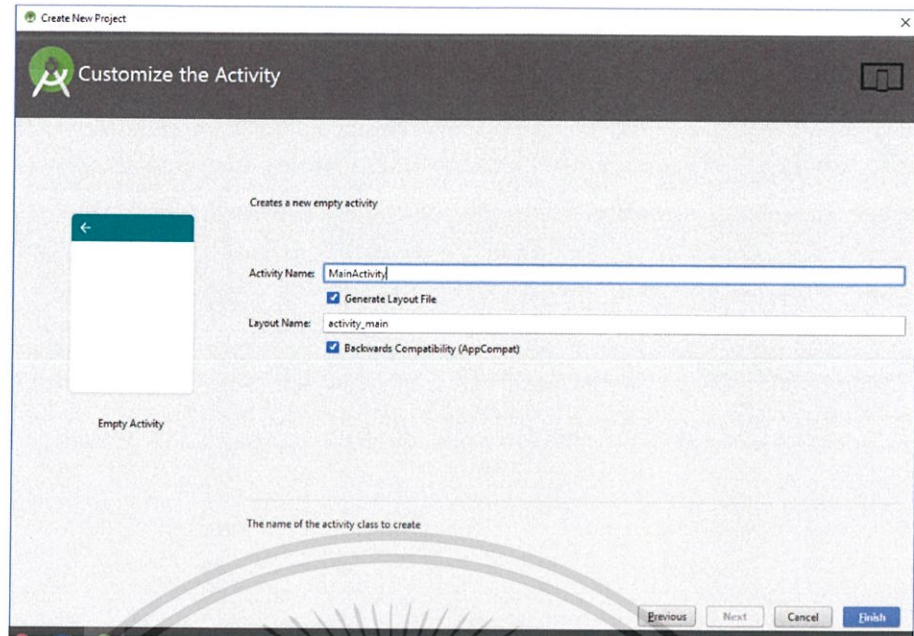 Create New Project
Customize the Activity
Creates a new empty activity
Activity Name: MainActivity
Generate Layout File
Layout Name: activity_main
Backwards Compatibility (AppCompat)
Empty Activity
The name of the activity class to create
Previous Next Cancel Finish